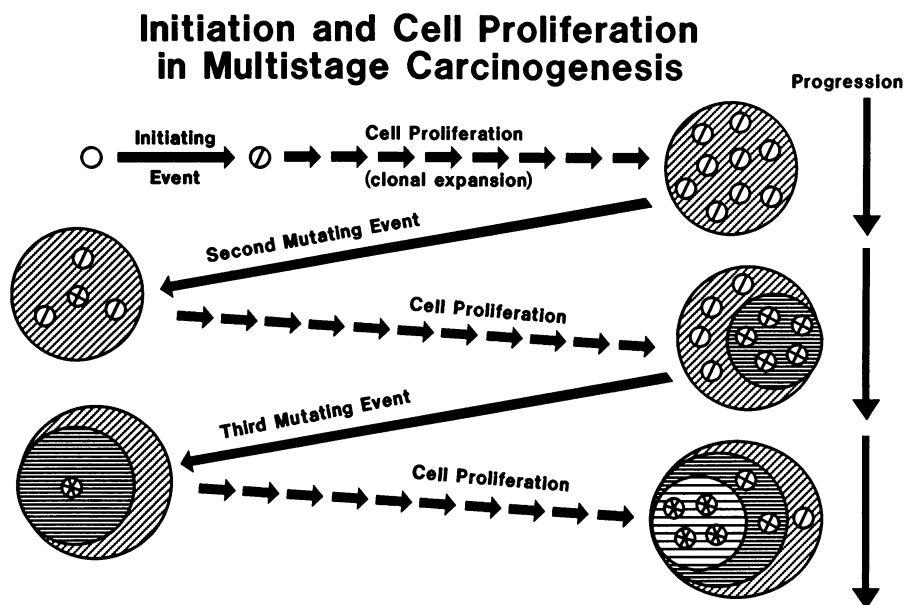 Initiation and Cell Proliferation
in Multistage Carcinogenesis
Progression
Initiating
Event
Cell Proliferation
(clonal expansion)
Second Mutating Event
Cell Proliferation
Third Mutating Event
Cell Proliferation